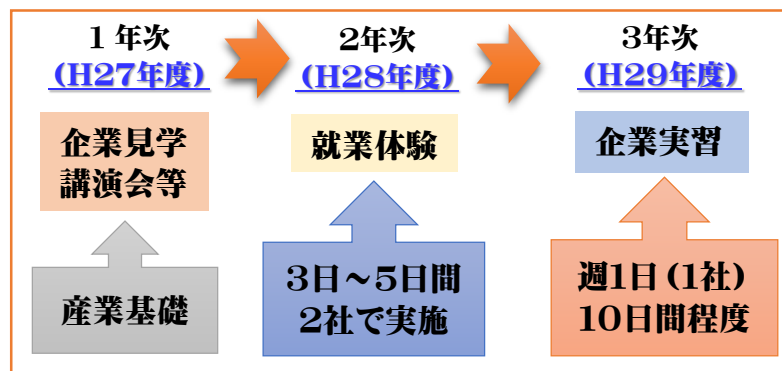 1年次
(H27年度)
企業見学
講演会等
産業基礎
2年次
(H28年度)
就業体験
3日～5日間
2社で実施
3年次
(H29年度)
企業実習
週1日(1社)
10日間程度